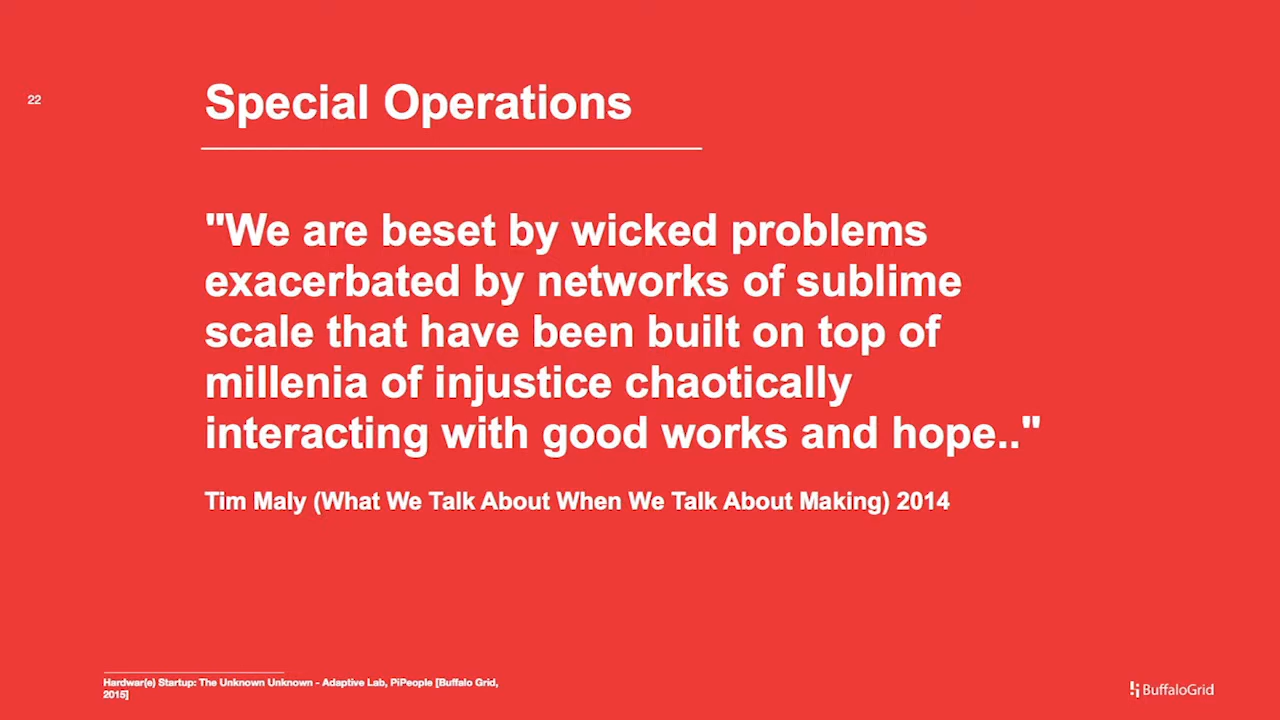 22
Special Operations
"We are beset by wicked problems
exacerbated by networks of sublime
scale that have been built on top of
millenia of injustice chaotically
interacting with good works and hope.."
Tim Maly (What We Talk About When We Talk About Making) 2014
Hardwar(e) Startup: The Unknown Unknown - Adaptive Lab, PiPeople [Buffalo Grid,
2015]
BuffaloGrid